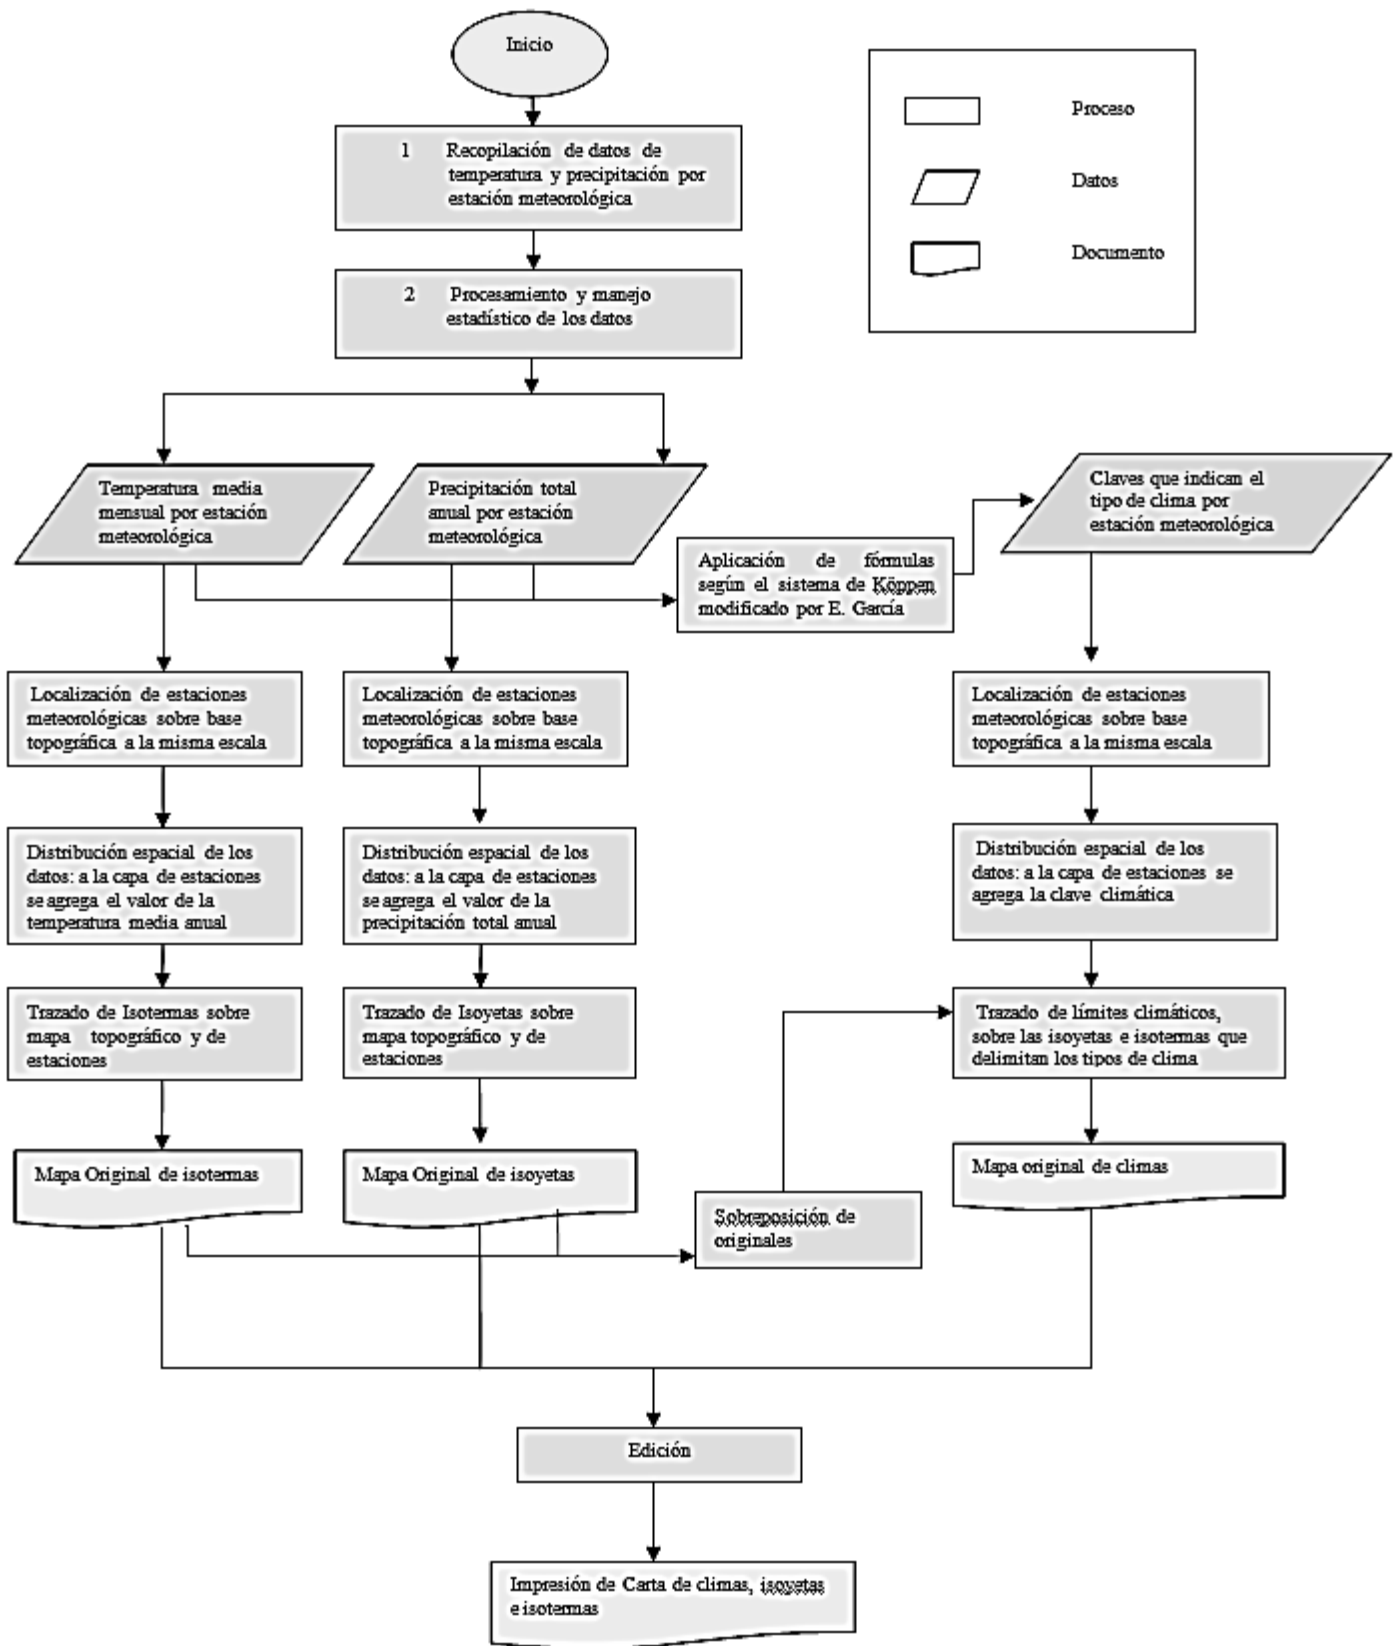 Inicio
Proceso
Datos
Documento
1 Recopilación de datos de
temperatura y precipitación por
estación meteorológica
2 Procesamiento y manejo
estadístico de los datos
Temperatura media
mensual por estación
meteorológica
Precipitación total
anual por estación
meteorológica
Claves que indican el
tipo de clima por
estación meteorológica
Aplicación de fórmulas
según el sistema de Köppen
modificado por E. García
Localización de estaciones
meteorológicas sobre base
topográfica a la misma escala
Localización de estaciones
meteorológicas sobre base
topográfica a la misma escala
Localización de estaciones
meteorológicas sobre base
topográfica a la misma escala
Distribución espacial de los
datos: a la capa de estaciones
se agrega el valor de la
temperatura media anual
Distribución espacial de los
datos: a la capa de estaciones
se agrega el valor de la
precipitación total anual
Distribución espacial de los
datos: a la capa de estaciones se
agrega la clave climática
Trazado de Isotermas sobre
mapa topográfico y de
estaciones
Trazado de Isoyetas sobre
mapa topográfico y de
estaciones
Trazado de límites climáticos,
sobre las isoyetas e isotermas que
delimitan los tipos de clima
Mapa Original de isotermas
Mapa Original de isoyetas
Mapa original de climas
Sobreposición de
originales
Edición
Impresión de Carta de climas, isoyetas
e isotermas